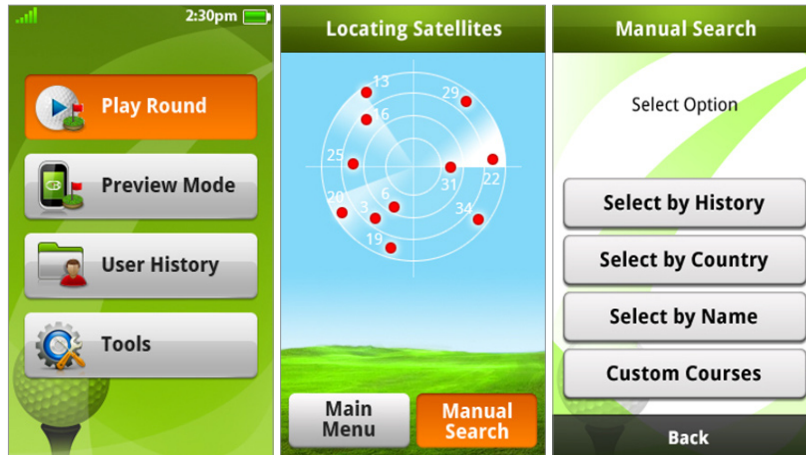 2:30pm
Play Round
Preview Mode
User History
Tools
Locating Satellites
13
29
16
25
31
22
20
6
3
34
19
Main
Menu
Manual
Search
Manual Search
Select Option
Select by History
Select by Country
Select by Name
Custom Courses
Back